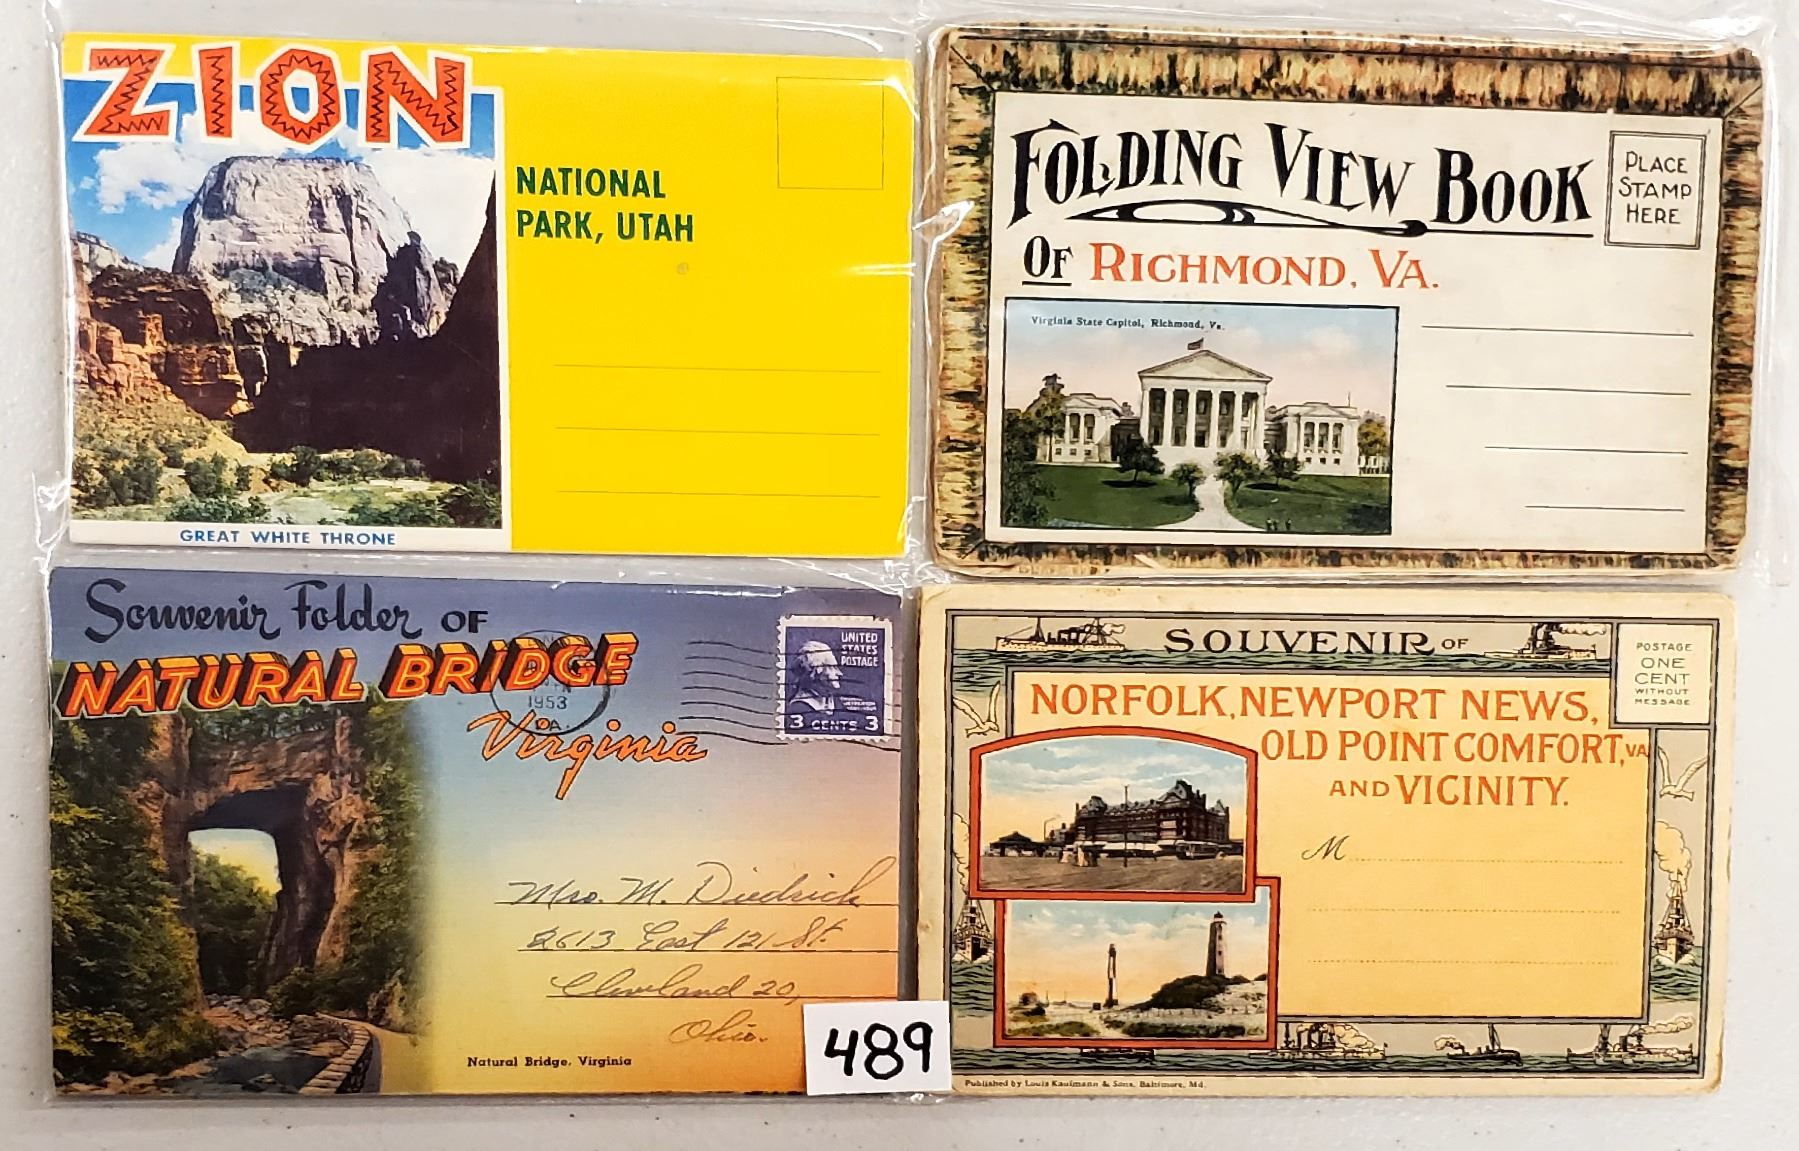 ZION
NATIONAL
PARK, UTAH
GREAT WHITE THRONE
FOLDING VIEW BOOK
OF RICHMOND, VA.
PLACE
STAMP
HERE
Virginia State Capitol, Richmond, Va.
Souvenir Folder OF
NATURAL BRIDGE
Virginia
1953
VA.
UNITED
STATES
POSTAGE
3 CENTS 3
Mrs. M. Diedrich
2613 East 121 St.
Cleveland 20,
Ohio.
Natural Bridge, Virginia
489
SOUVENIR OF
NORFOLK, NEWPORT NEWS,
OLD POINT COMFORT, VA
AND VICINITY.
POSTAGE
ONE
CENT
WITHOUT
MESSAGE
M
Published by Louis Kaufmann & Sons, Baltimore, Md.